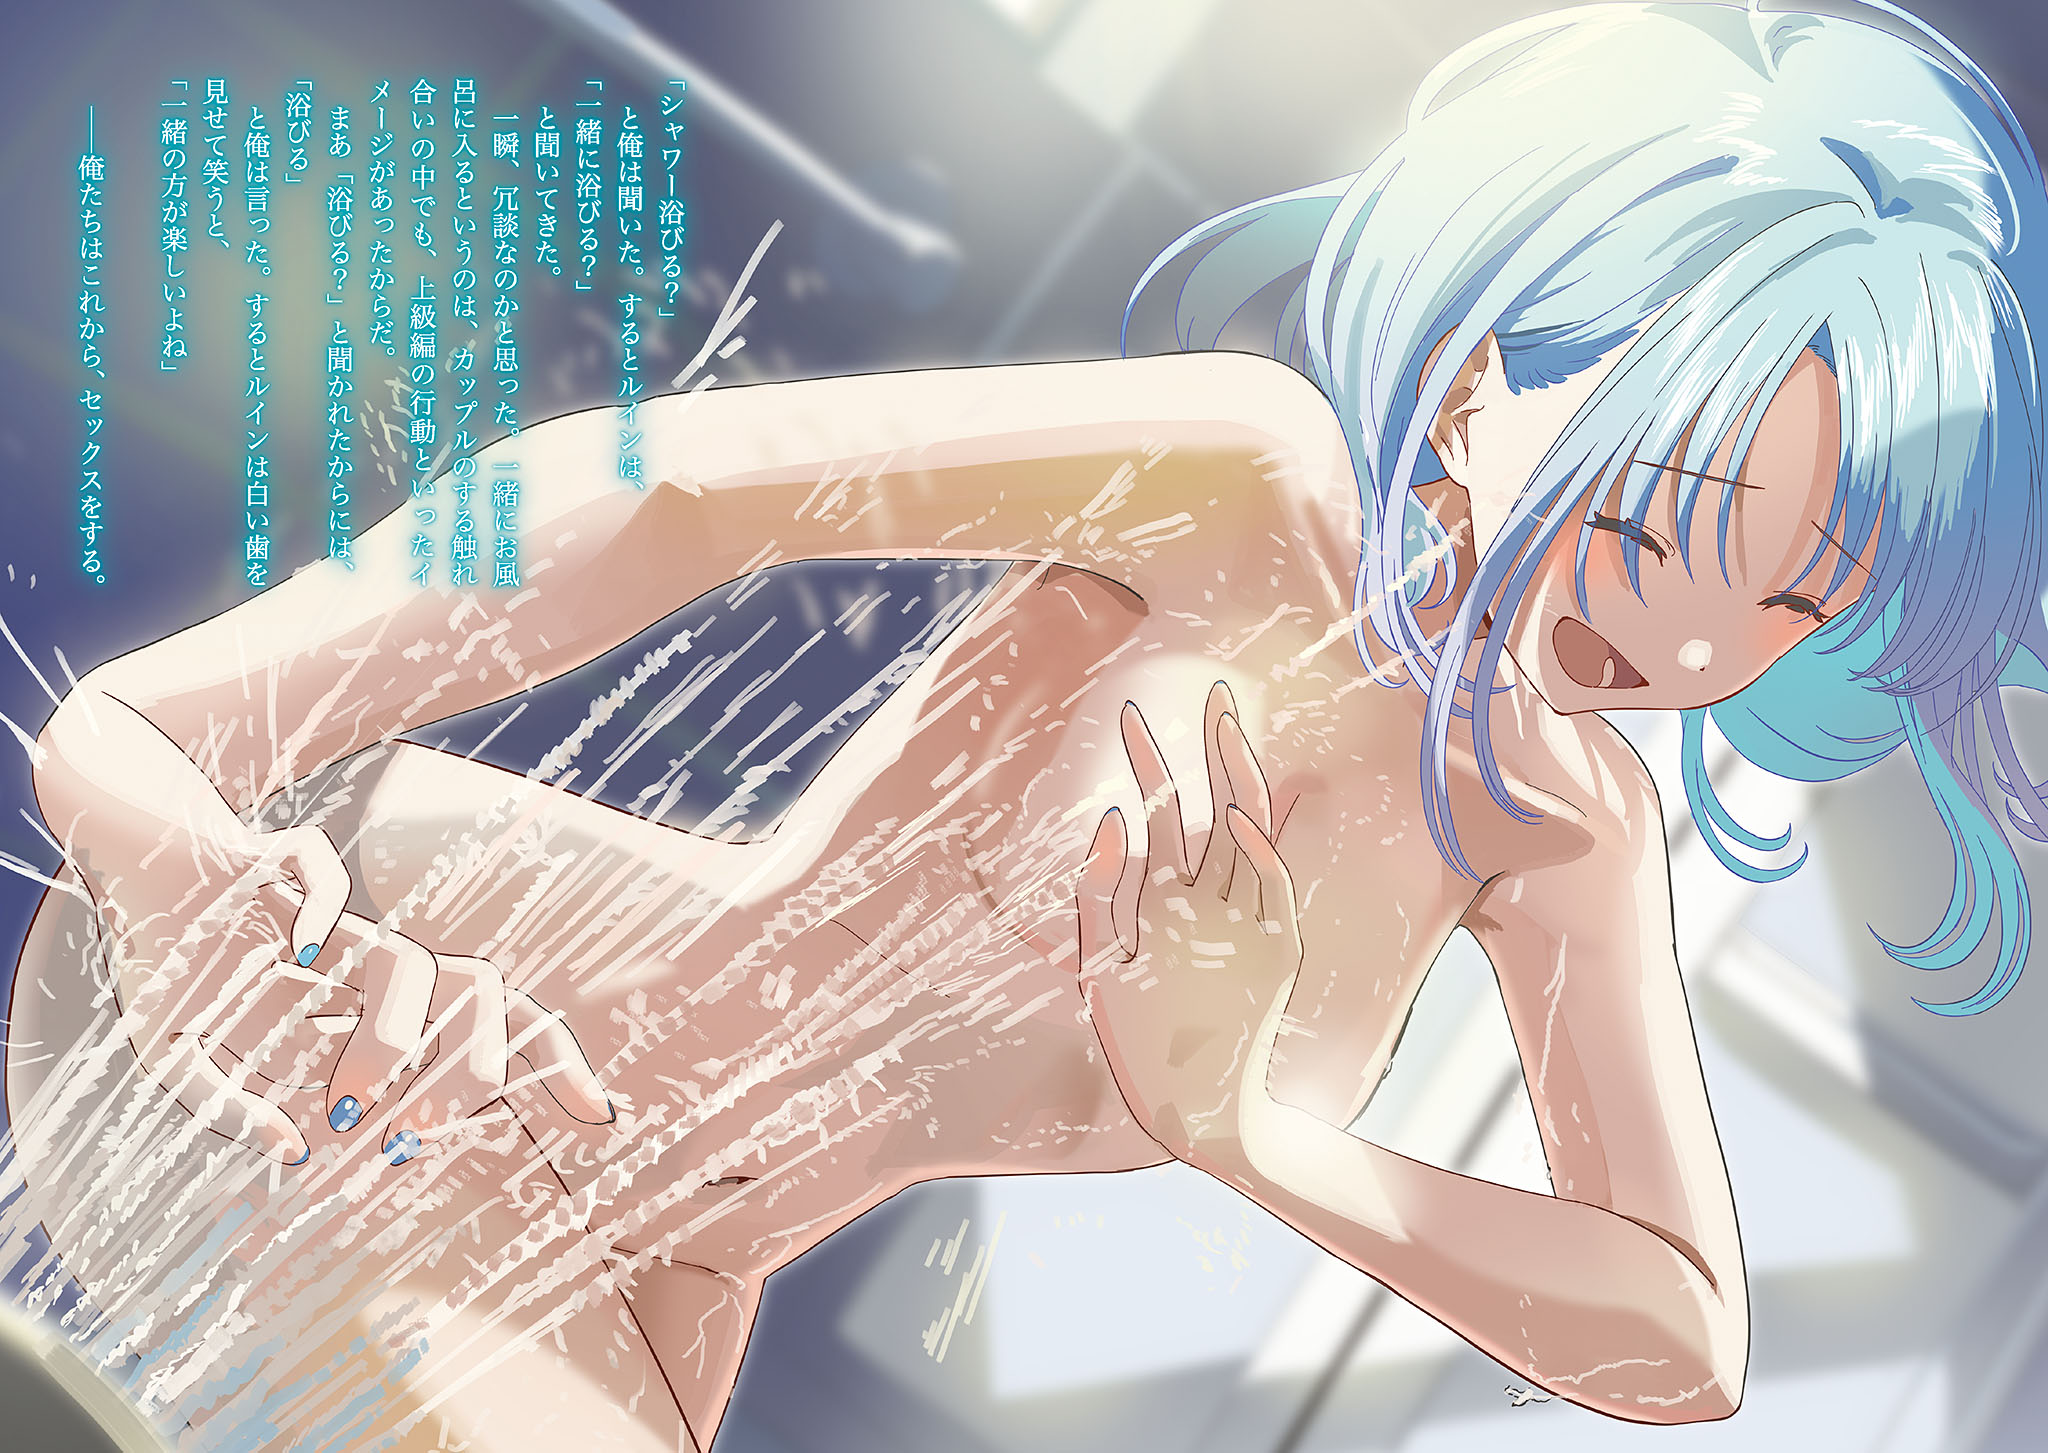 「シャワー浴びる？」
　と俺は聞いた。するとルインは、
「一緒に浴びる？」
　と聞いてきた。
　一瞬、冗談なのかと思った。一緒にお風
呂に入るというのは、カップルのする触れ
合いの中でも、上級編の行動といったイ
メージがあったからだ。
　まあ「浴びる？」と聞かれたからには、
「浴びる」
　と俺は言った。するとルインは白い歯を
見せて笑うと、
「一緒の方が楽しいよね」
　――俺たちはこれから、セックスをする。